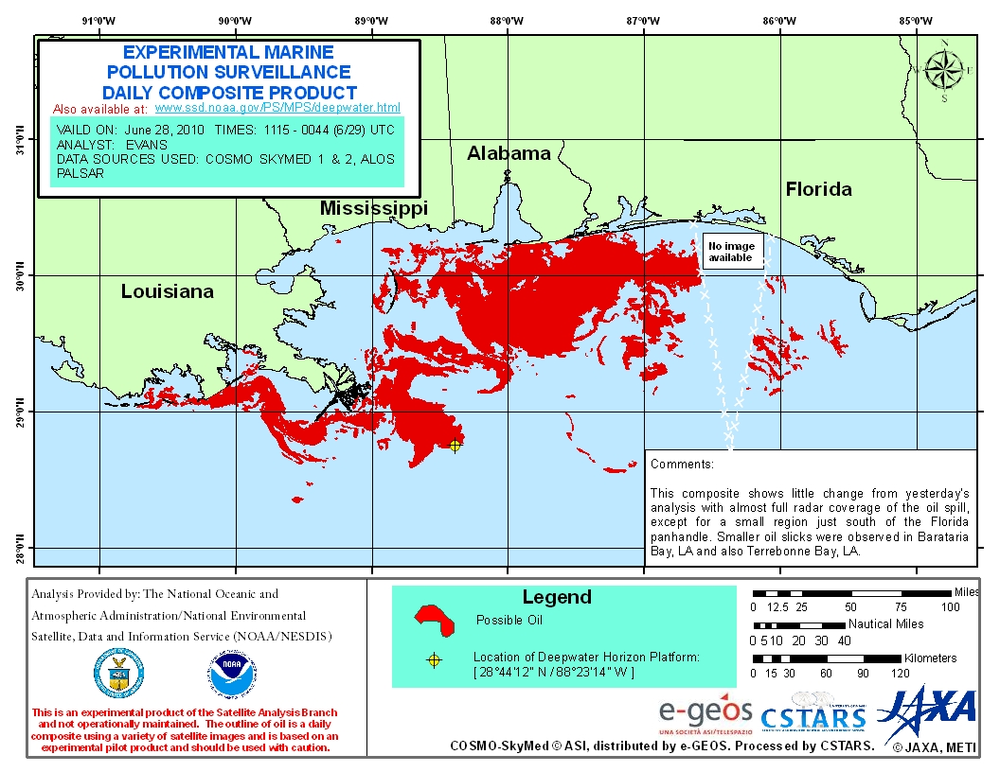 91°0'W 90°0'W 89°0'W 88°0'W 87°0'W 86°0'W 85°0'W
EXPERIMENTAL MARINE
POLLUTION SURVEILLANCE
DAILY COMPOSITE PRODUCT
Also available at: www.ssd.noaa.gov/PS/MPS/deepwater.html
VAILD ON: June 28, 2010 TIMES: 1115 - 0044 (6/29) UTC
ANALYST: EVANS
DATA SOURCES USED: COSMO SKYMED 1 & 2, ALOS
PALSAR
N
W E
S
31°0'N
30°0'N
29°0'N
28°0'N
Alabama
Florida
Mississippi
Louisiana
No image
available
Comments:
This composite shows little change from yesterday's
analysis with almost full radar coverage of the oil spill,
except for a small region just south of the Florida
panhandle. Smaller oil slicks were observed in Barataria
Bay, LA and also Terrebonne Bay, LA.
Analysis Provided by: The National Oceanic and
Atmospheric Administration/National Environmental
Satellite, Data and Information Service (NOAA/NESDIS)
NOAA
This is an experimental product of the Satellite Analysis Branch
and not operationally maintained. The outline of oil is a daily
composite using a variety of satellite images and is based on an
experimental pilot product and should be used with caution.
Legend
Possible Oil
Location of Deepwater Horizon Platform:
[ 28°44'12" N / 88°23'14" W ]
Miles
0 12.5 25 50 75 100
Nautical Miles
0 5 10 20 30 40
Kilometers
0 15 30 60 90 120
e-geos
UNA SOCIETÀ ASI/TELESPAZIO
CSTARS
JAXA
COSMO-SkyMed © ASI, distributed by e-GEOS. Processed by CSTARS.
© JAXA, METI